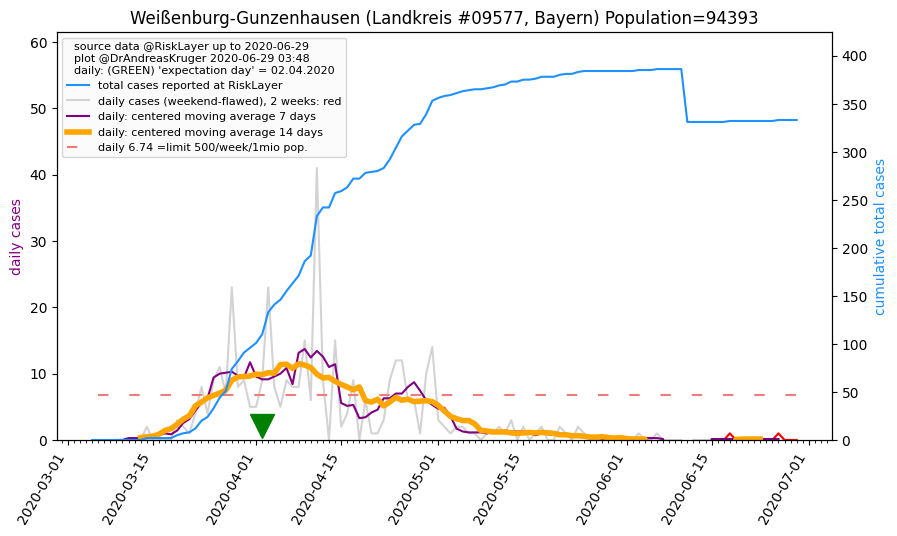 Weißenburg-Gunzenhausen (Landkreis #09577, Bayern) Population=94393
source data @RiskLayer up to 2020-06-29
plot @DrAndreasKruger 2020-06-29 03:48
daily: (GREEN) 'expectation day' = 02.04.2020
total cases reported at RiskLayer
daily cases (weekend-flawed), 2 weeks: red
daily: centered moving average 7 days
daily: centered moving average 14 days
daily 6.74 =limit 500/week/1mio pop.
60
50
40
30
20
10
0
daily cases
400
350
300
250
200
150
100
50
0
cumulative total cases
2020-03-01
2020-03-15
2020-04-01
2020-04-15
2020-05-01
2020-05-15
2020-06-01
2020-06-15
2020-07-01